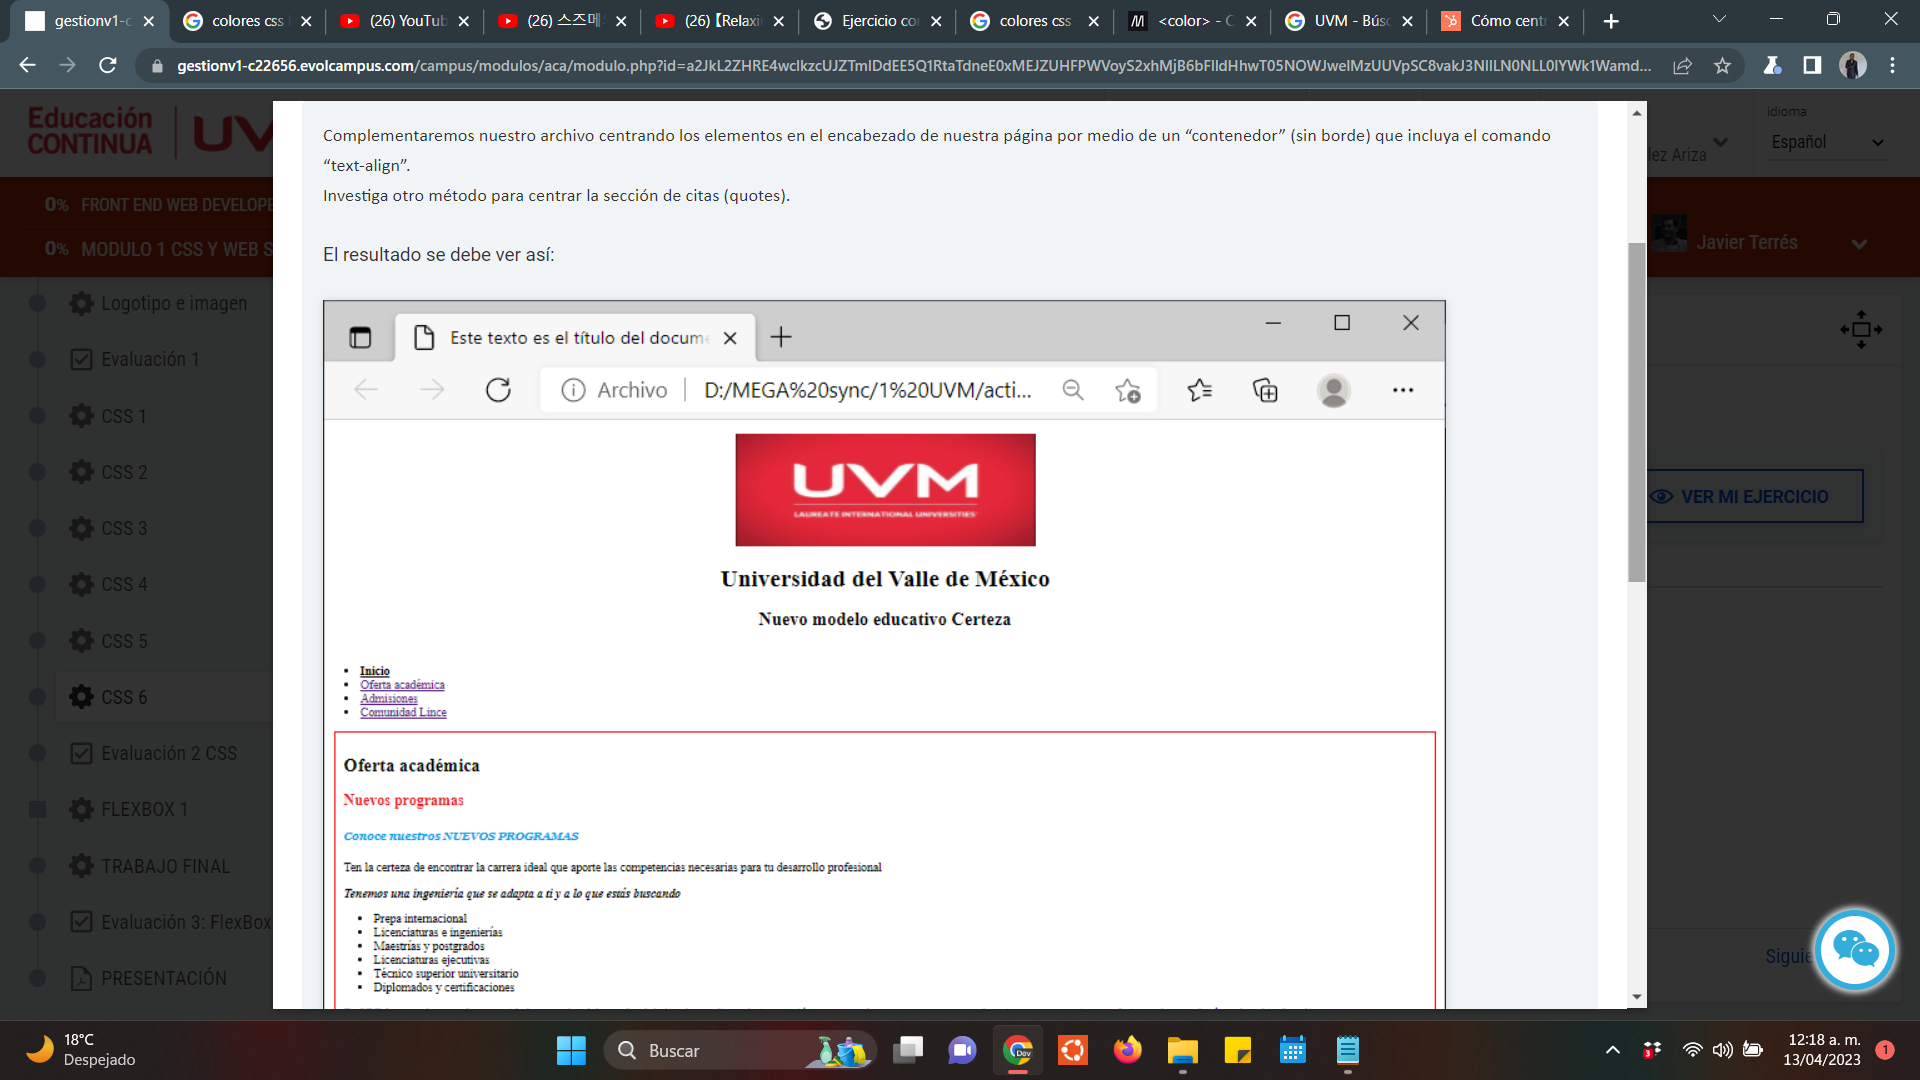 gestionv1-c
colores css
(26) YouTub
(26) 스즈메
(26)【Relaxi
Ejercicio co
colores css
<color> - C
UVM - Bús
Cómo cent
gestionv1-c22656.evolcampus.com/campus/modulos/aca/modulo.php?id=
Educación
CONTINUA
UV
idioma
Español
lez Ariza
0% FRONT END WEB DEVELOPE
0% MODULO 1 CSS Y WEB S
Javier Terrés
Logotipo e imagen
Evaluación 1
CSS 1
CSS 2
CSS 3
CSS 4
CSS 5
CSS 6
Evaluación 2 CSS
FLEXBOX 1
TRABAJO FINAL
Evaluación 3: FlexBox
PRESENTACIÓN
Complementaremos nuestro archivo centrando los elementos en el encabezado de nuestra página por medio de un “contenedor” (sin borde) que incluya el comando
“text-align”.
Investiga otro método para centrar la sección de citas (quotes).
El resultado se debe ver así:
Este texto es el título del docume
Archivo
D:/MEGA%20sync/1%20UVM/acti...
UVM
LAUREATE INTERNATIONAL UNIVERSITIES
Universidad del Valle de México
Nuevo modelo educativo Certeza
Inicio
Oferta académica
Admisiones
Comunidad Lince
Oferta académica
Nuevos programas
Conoce nuestros NUEVOS PROGRAMAS
Ten la certeza de encontrar la carrera ideal que aporte las competencias necesarias para tu desarrollo profesional
Tenemos una ingeniería que se adapta a ti y a lo que estás buscando
Prepa internacional
Licenciaturas e ingenierías
Maestrías y postgrados
Licenciaturas ejecutivas
Técnico superior universitario
Diplomados y certificaciones
VER MI EJERCICIO
Siguie
18°C
Despejado
Buscar
Dev
3
12:18 a. m.
13/04/2023
1